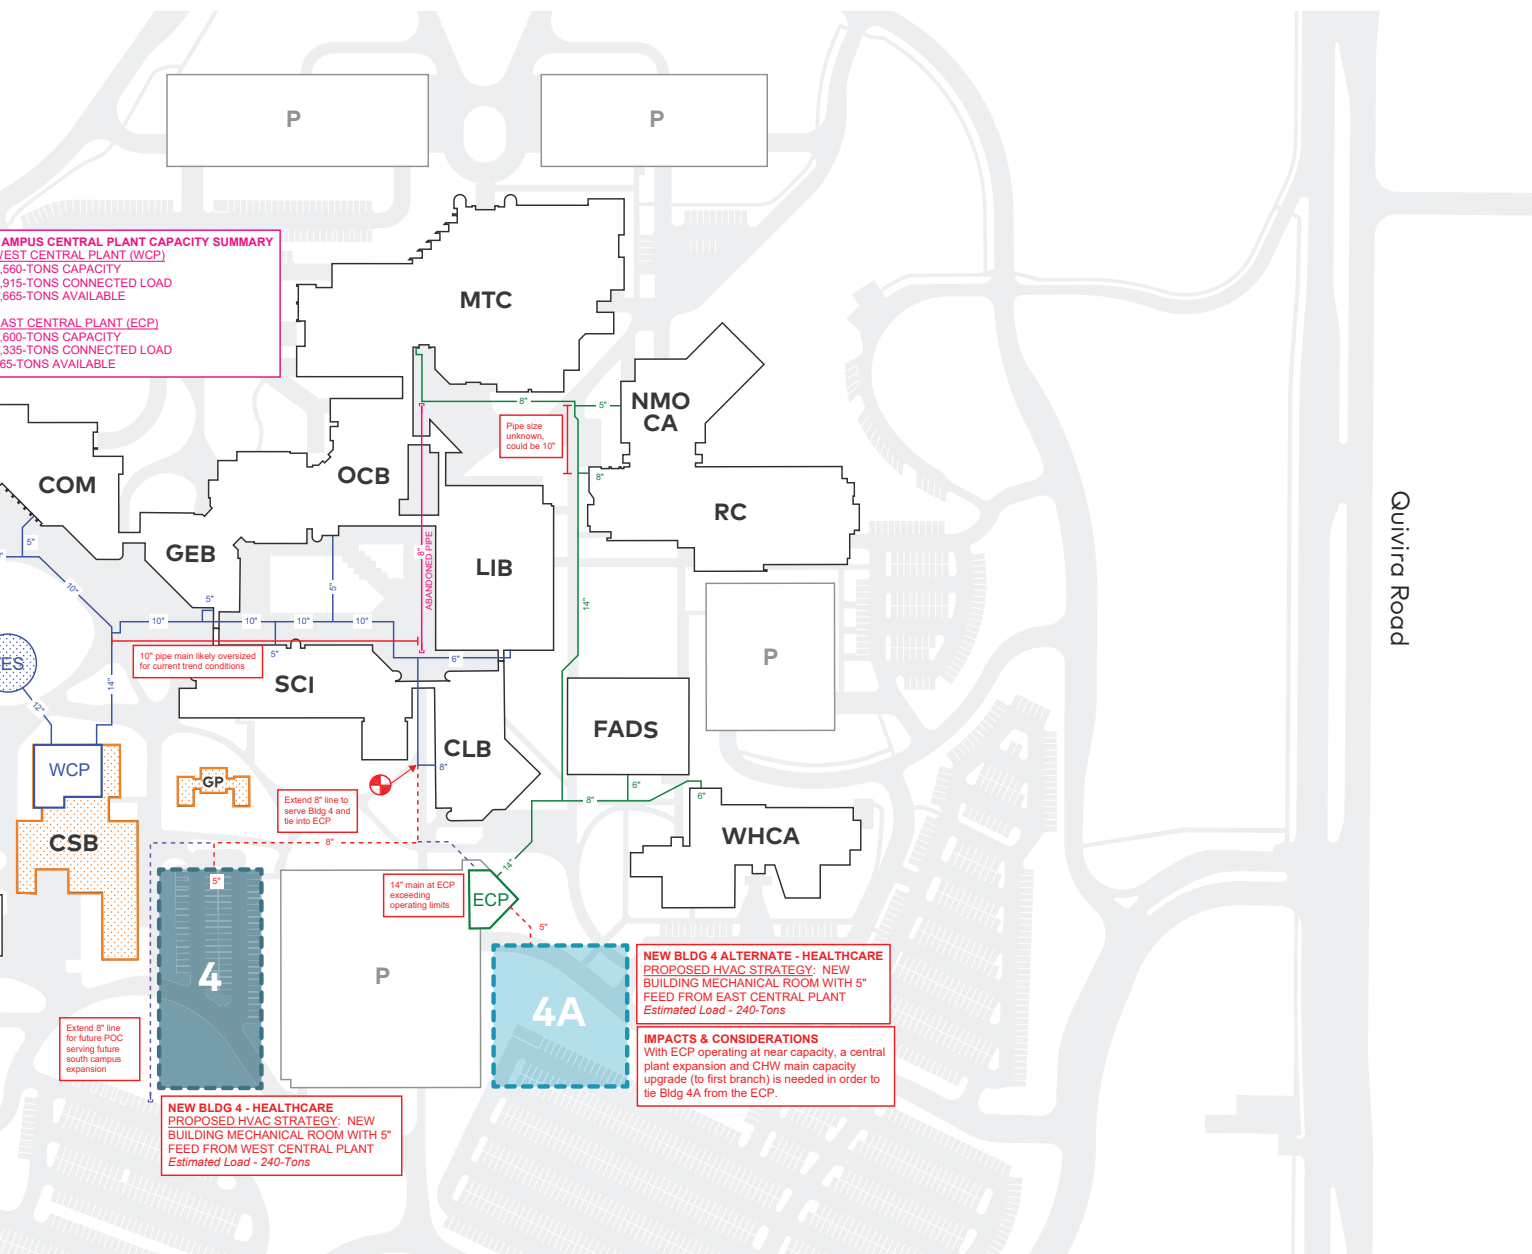 P
P
AMPUS CENTRAL PLANT CAPACITY SUMMARY
EST CENTRAL PLANT (WCP)
,560-TONS CAPACITY
,915-TONS CONNECTED LOAD
,665-TONS AVAILABLE
AST CENTRAL PLANT (ECP)
,600-TONS CAPACITY
,335-TONS CONNECTED LOAD
65-TONS AVAILABLE
MTC
NMO
CA
8"
5"
Pipe size
unknown,
could be 10"
8"
COM
OCB
RC
GEB
LIB
8"
ABANDONED PIPE
Quivira Road
5"
10"
5"
5"
14"
10"
10"
10"
10"
10" pipe main likely oversized
for current trend conditions
5"
6"
ES
SCI
14"
12"
P
FADS
CLB
WCP
GP
8"
6"
8"
6"
Extend 8" line to
serve Bldg 4 and
tie into ECP
CSB
WHCA
8"
14"
5"
14" main at ECP
exceeding
operating limits
ECP
5"
4
P
4A
NEW BLDG 4 ALTERNATE - HEALTHCARE
PROPOSED HVAC STRATEGY: NEW
BUILDING MECHANICAL ROOM WITH 5"
FEED FROM EAST CENTRAL PLANT
Estimated Load - 240-Tons
IMPACTS & CONSIDERATIONS
With ECP operating at near capacity, a central
plant expansion and CHW main capacity
upgrade (to first branch) is needed in order to
tie Bldg 4A from the ECP.
Extend 8" line
for future POC
serving future
south campus
expansion
NEW BLDG 4 - HEALTHCARE
PROPOSED HVAC STRATEGY: NEW
BUILDING MECHANICAL ROOM WITH 5"
FEED FROM WEST CENTRAL PLANT
Estimated Load - 240-Tons